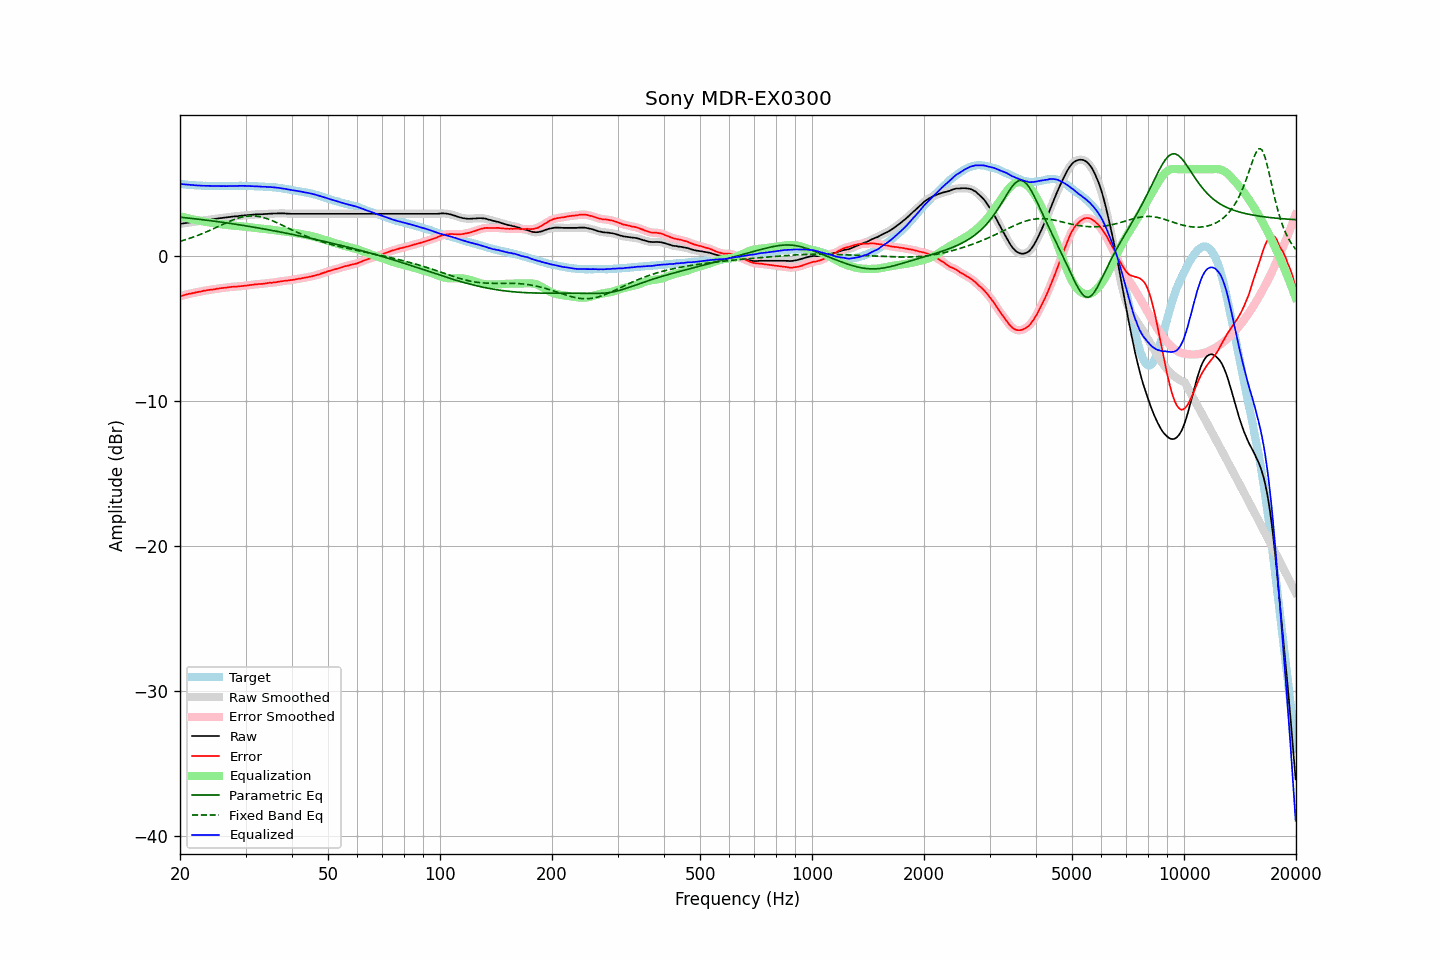 Sony MDR-EX0300
Amplitude (dBr)
0
−10
−20
−30
−40
Target
Raw Smoothed
Error Smoothed
Raw
Error
Equalization
Parametric Eq
Fixed Band Eq
Equalized
20 50 100 200 500 1000 2000 5000 10000 20000
Frequency (Hz)